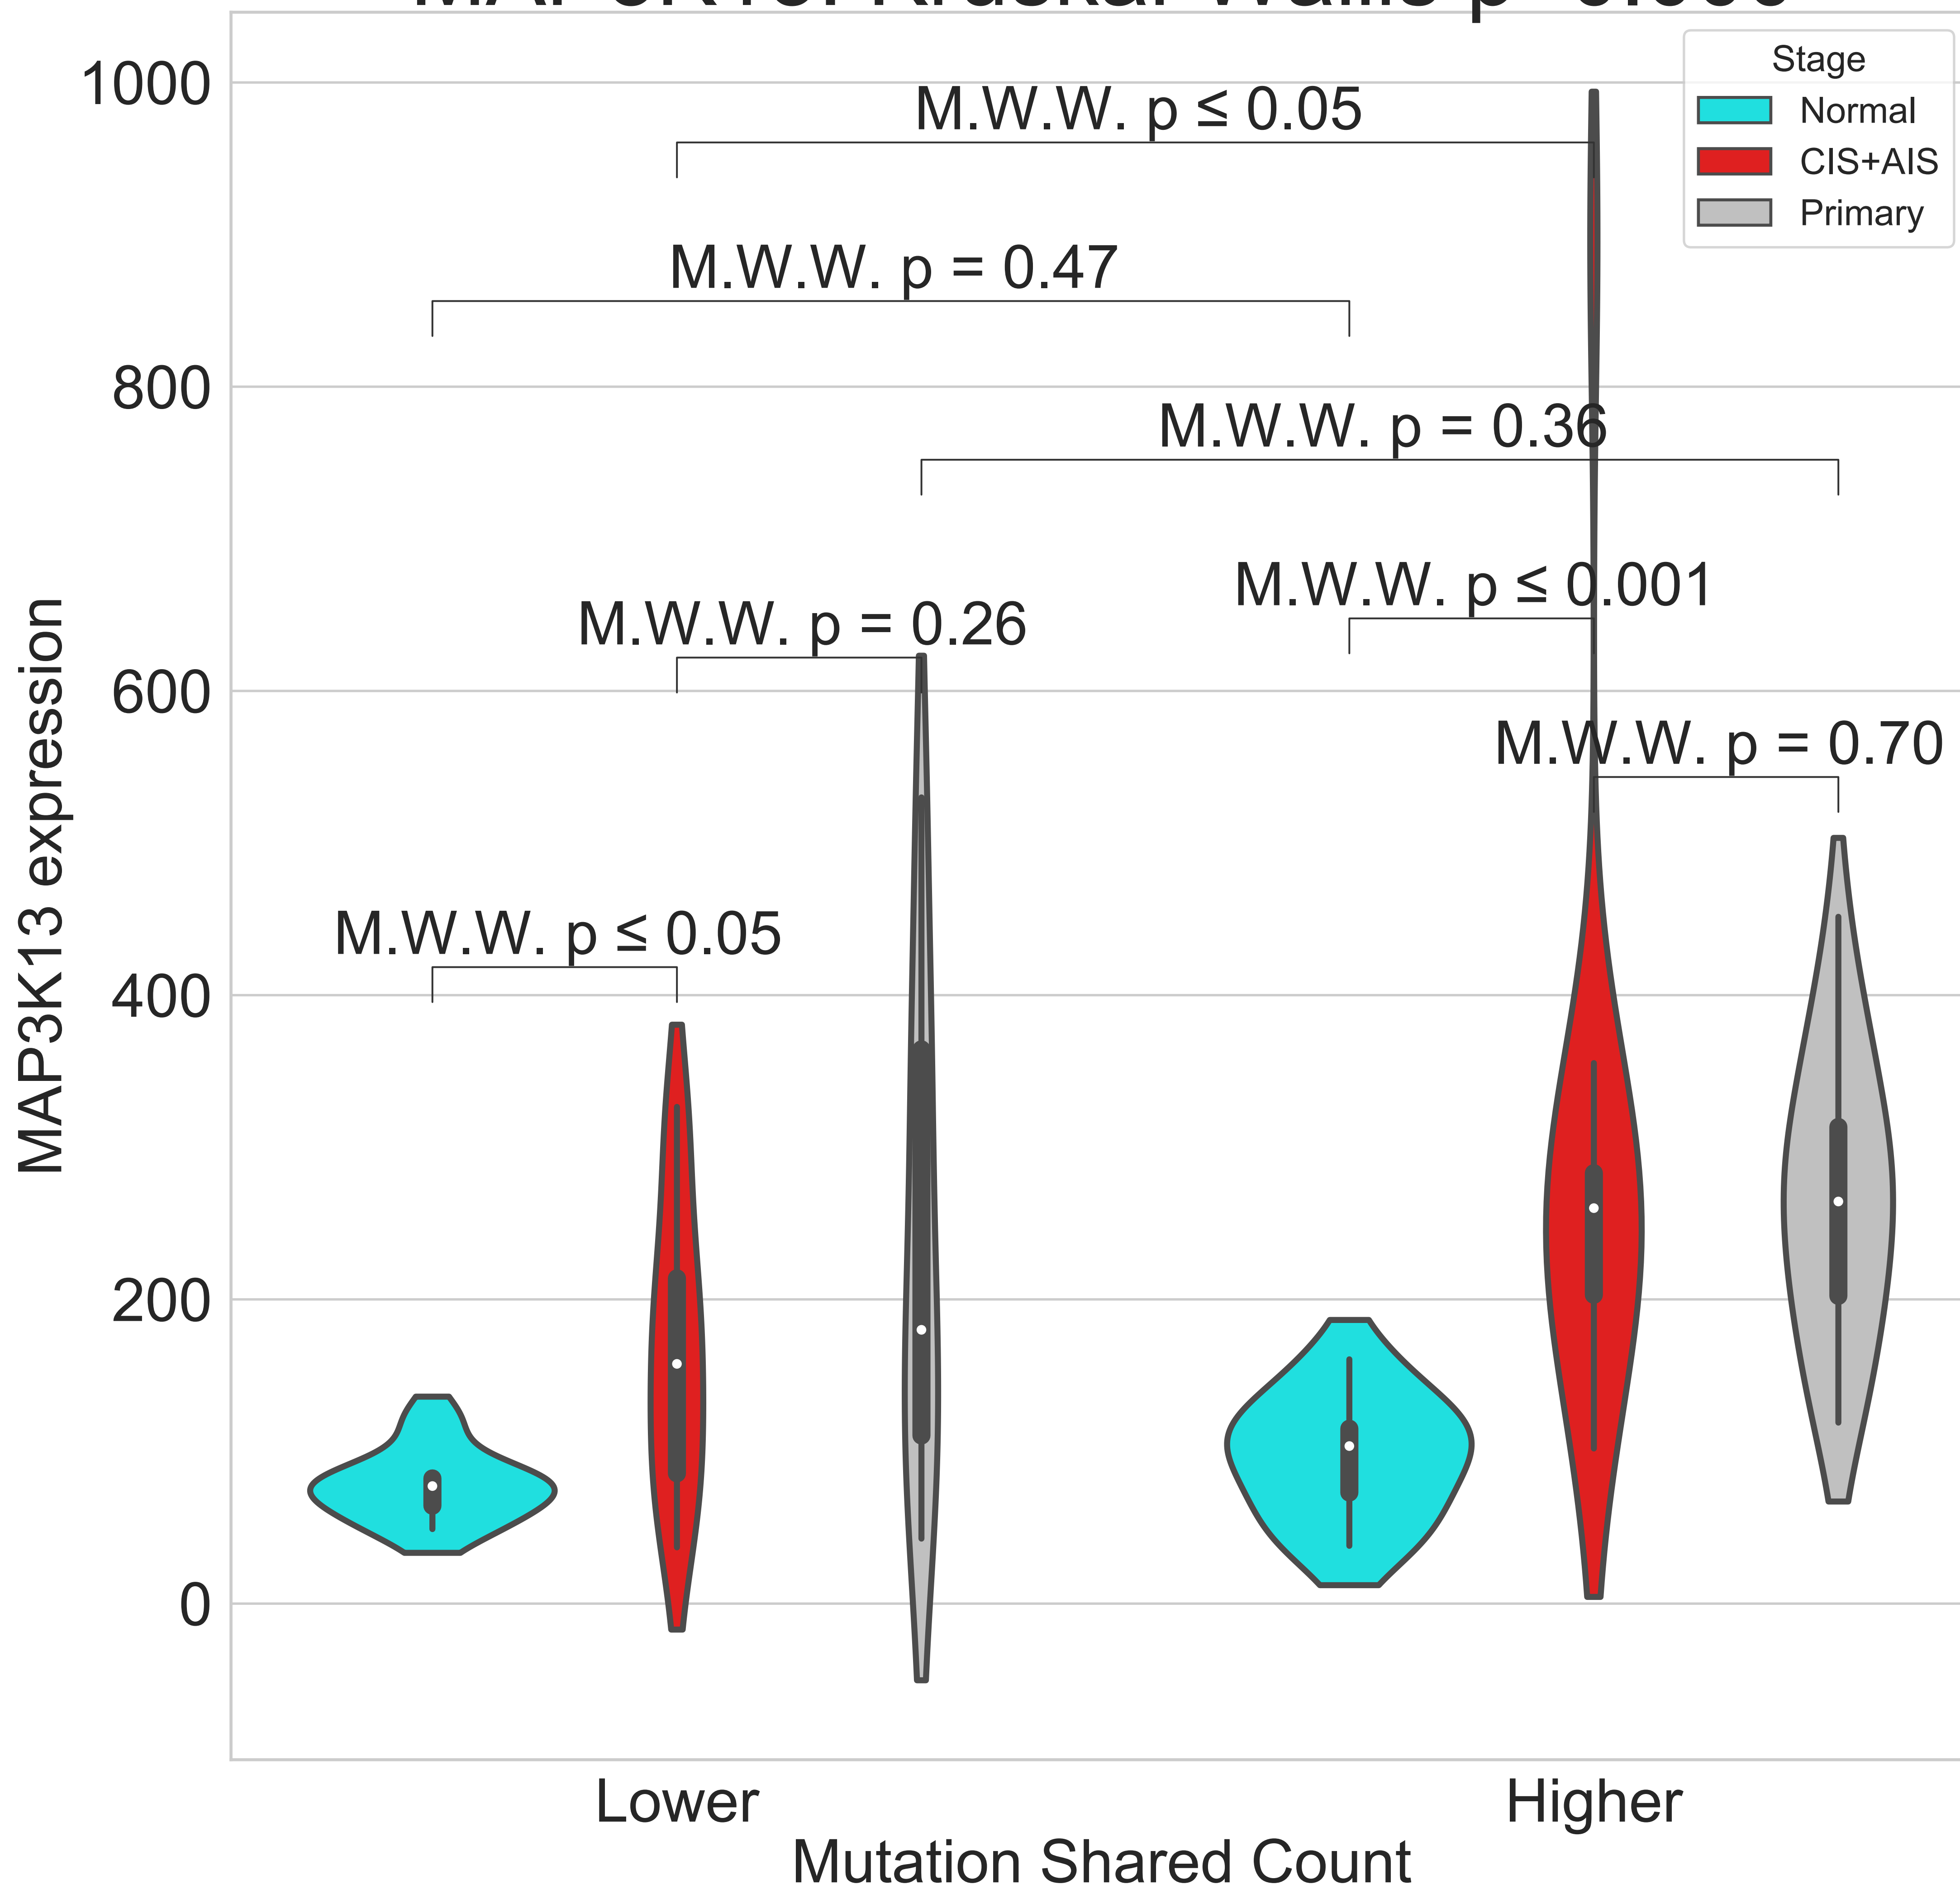 1000
800
600
400
200
0
MAP3K13 expression
Stage
Normal
CIS+AIS
Primary
M.W.W. p ≤ 0.05
M.W.W. p = 0.47
M.W.W. p = 0.36
M.W.W. p ≤ 0.001
M.W.W. p = 0.26
M.W.W. p = 0.70
M.W.W. p ≤ 0.05
Lower
Higher
Mutation Shared Count